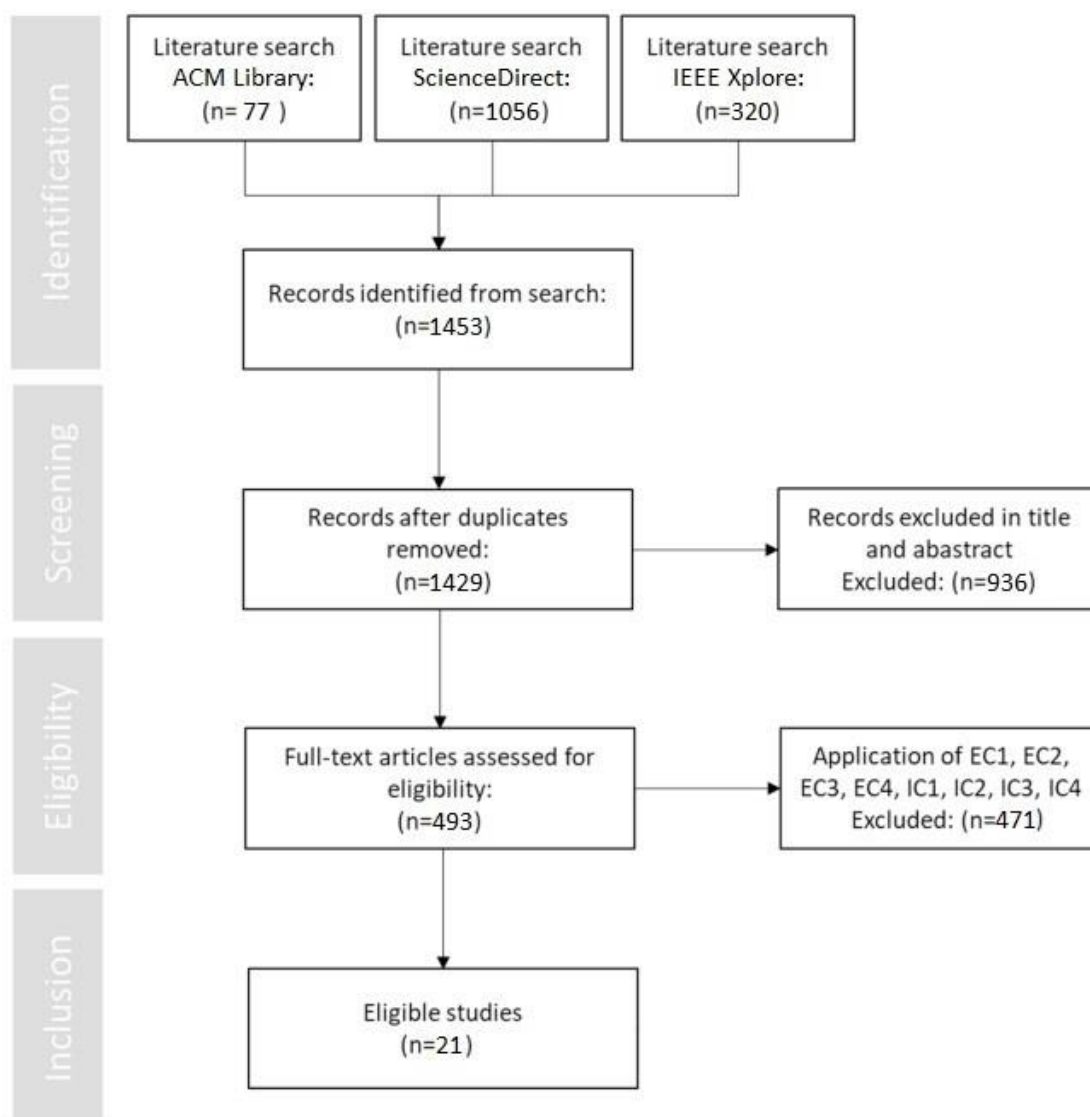 Identification
Literature search
ACM Library:
(n= 77 )
Literature search
ScienceDirect:
(n=1056)
Literature search
IEEE Xplore:
(n=320)
Records identified from search:
(n=1453)
Screening
Records after duplicates
removed:
(n=1429)
Records excluded in title
and abastract
Excluded: (n=936)
Eligibility
Full-text articles assessed for
eligibility:
(n=493)
Application of EC1, EC2,
EC3, EC4, IC1, IC2, IC3, IC4
Excluded: (n=471)
Inclusion
Eligible studies
(n=21)